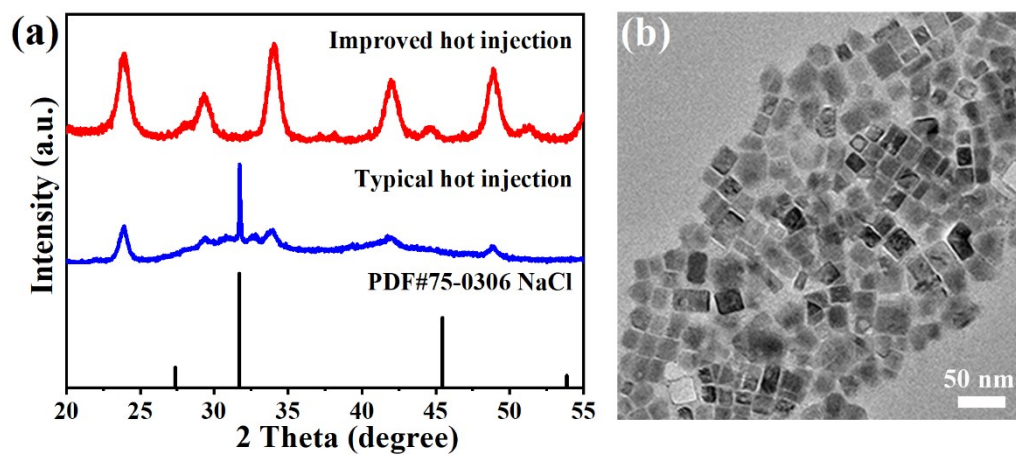 (a)
Improved hot injection
Typical hot injection
PDF#75-0306 NaCl
Intensity (a.u.)
20 25 30 35 40 45 50 55
2 Theta (degree)
(b)
50 nm